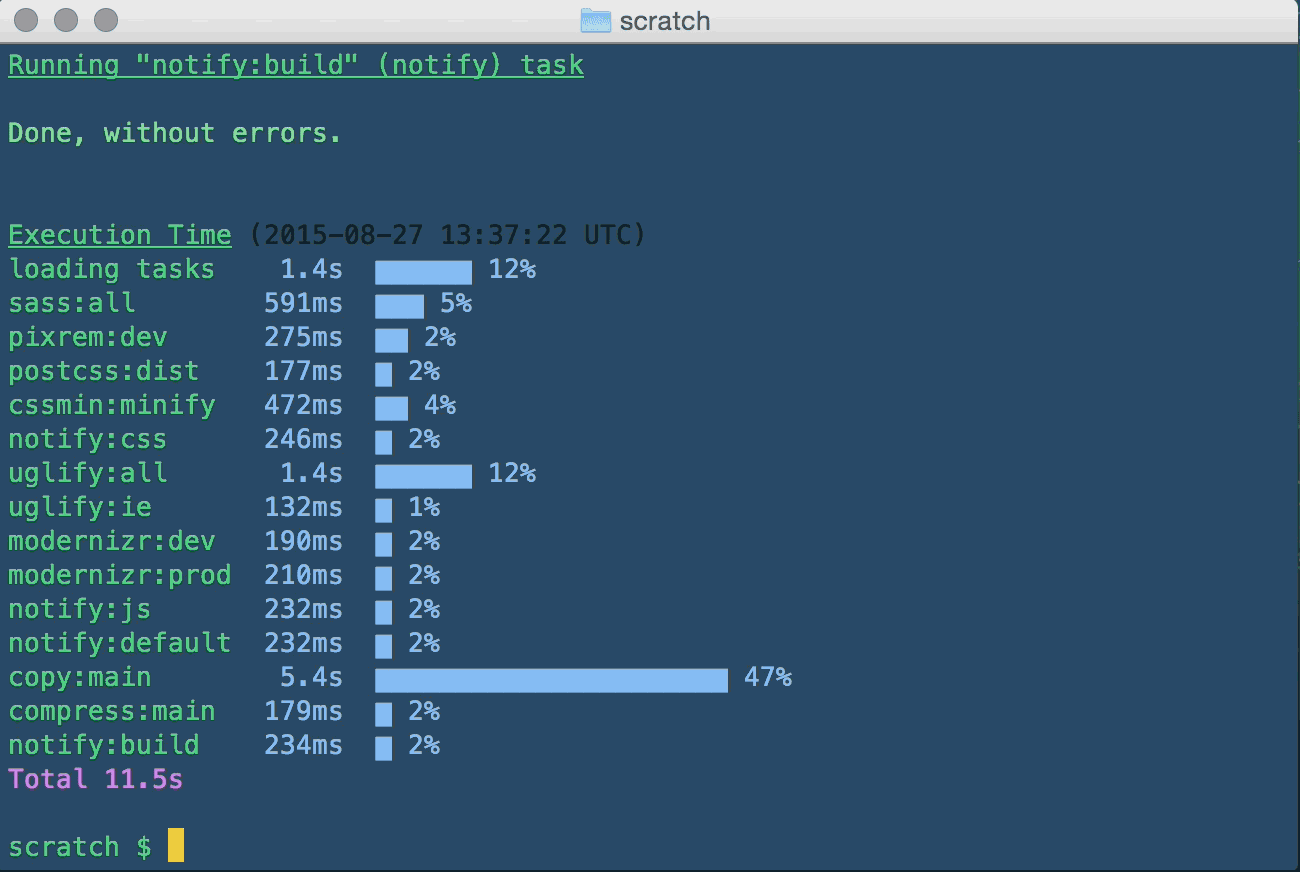 scratch
Running "notify:build" (notify) task
Done, without errors.
Execution Time (2015-08-27 13:37:22 UTC)
loading tasks 1.4s 12%
sass:all 591ms 5%
pixrem:dev 275ms 2%
postcss:dist 177ms 2%
cssmin:minify 472ms 4%
notify:css 246ms 2%
uglify:all 1.4s 12%
uglify:ie 132ms 1%
modernizr:dev 190ms 2%
modernizr:prod 210ms 2%
notify:js 232ms 2%
notify:default 232ms 2%
copy:main 5.4s 47%
compress:main 179ms 2%
notify:build 234ms 2%
Total 11.5s
scratch $